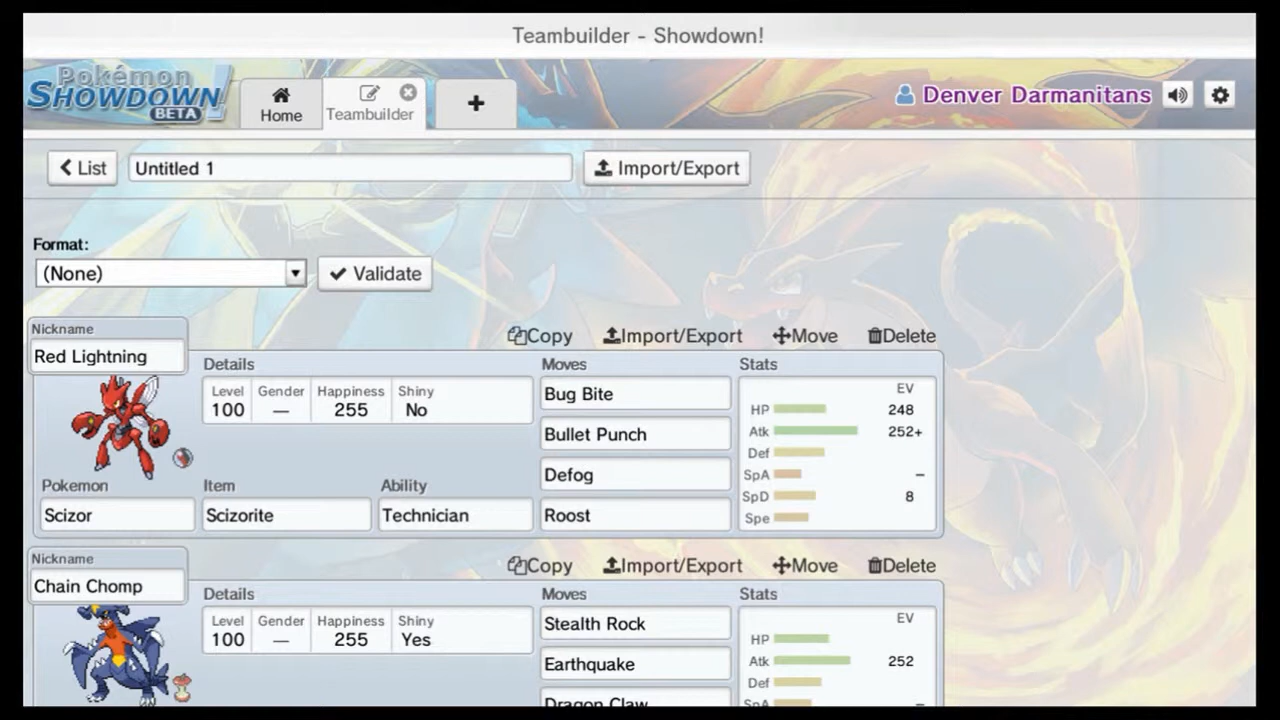 Teambuilder - Showdown!
Pokémon
SHOWDOWN!
BETA
Home
Teambuilder
+
Denver Darmanitans
List
Untitled 1
Import/Export
Format:
(None)
Validate
Nickname
Red Lightning
Copy Import/Export Move Delete
Details
Level Gender Happiness Shiny
100 — 255 No
Pokemon Item Ability
Scizor Scizorite Technician
Moves
Bug Bite
Bullet Punch
Defog
Roost
Stats
EV
HP 248
Atk 252+
Def
SpA –
SpD 8
Spe
Nickname
Chain Chomp
Copy Import/Export Move Delete
Details
Level Gender Happiness Shiny
100 — 255 Yes
Moves
Stealth Rock
Earthquake
Dragon Claw
Stats
EV
HP
Atk 252
Def
SpA –